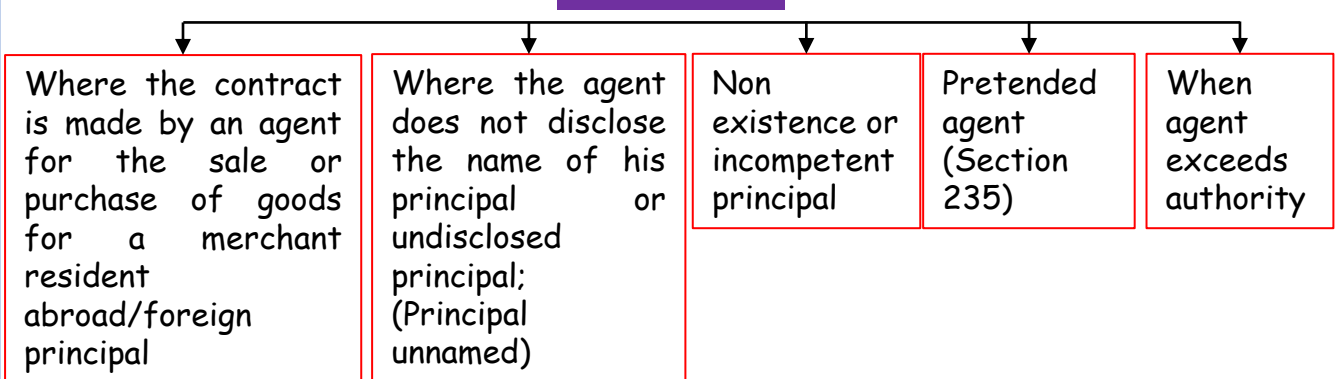 Where the contract
is made by an agent
for the sale or
purchase of goods
for a merchant
resident
abroad/foreign
principal
Where the agent
does not disclose
the name of his
principal or
undisclosed
principal;
(Principal
unnamed)
Non
existence or
incompetent
principal
Pretended
agent
(Section
235)
When
agent
exceeds
authority